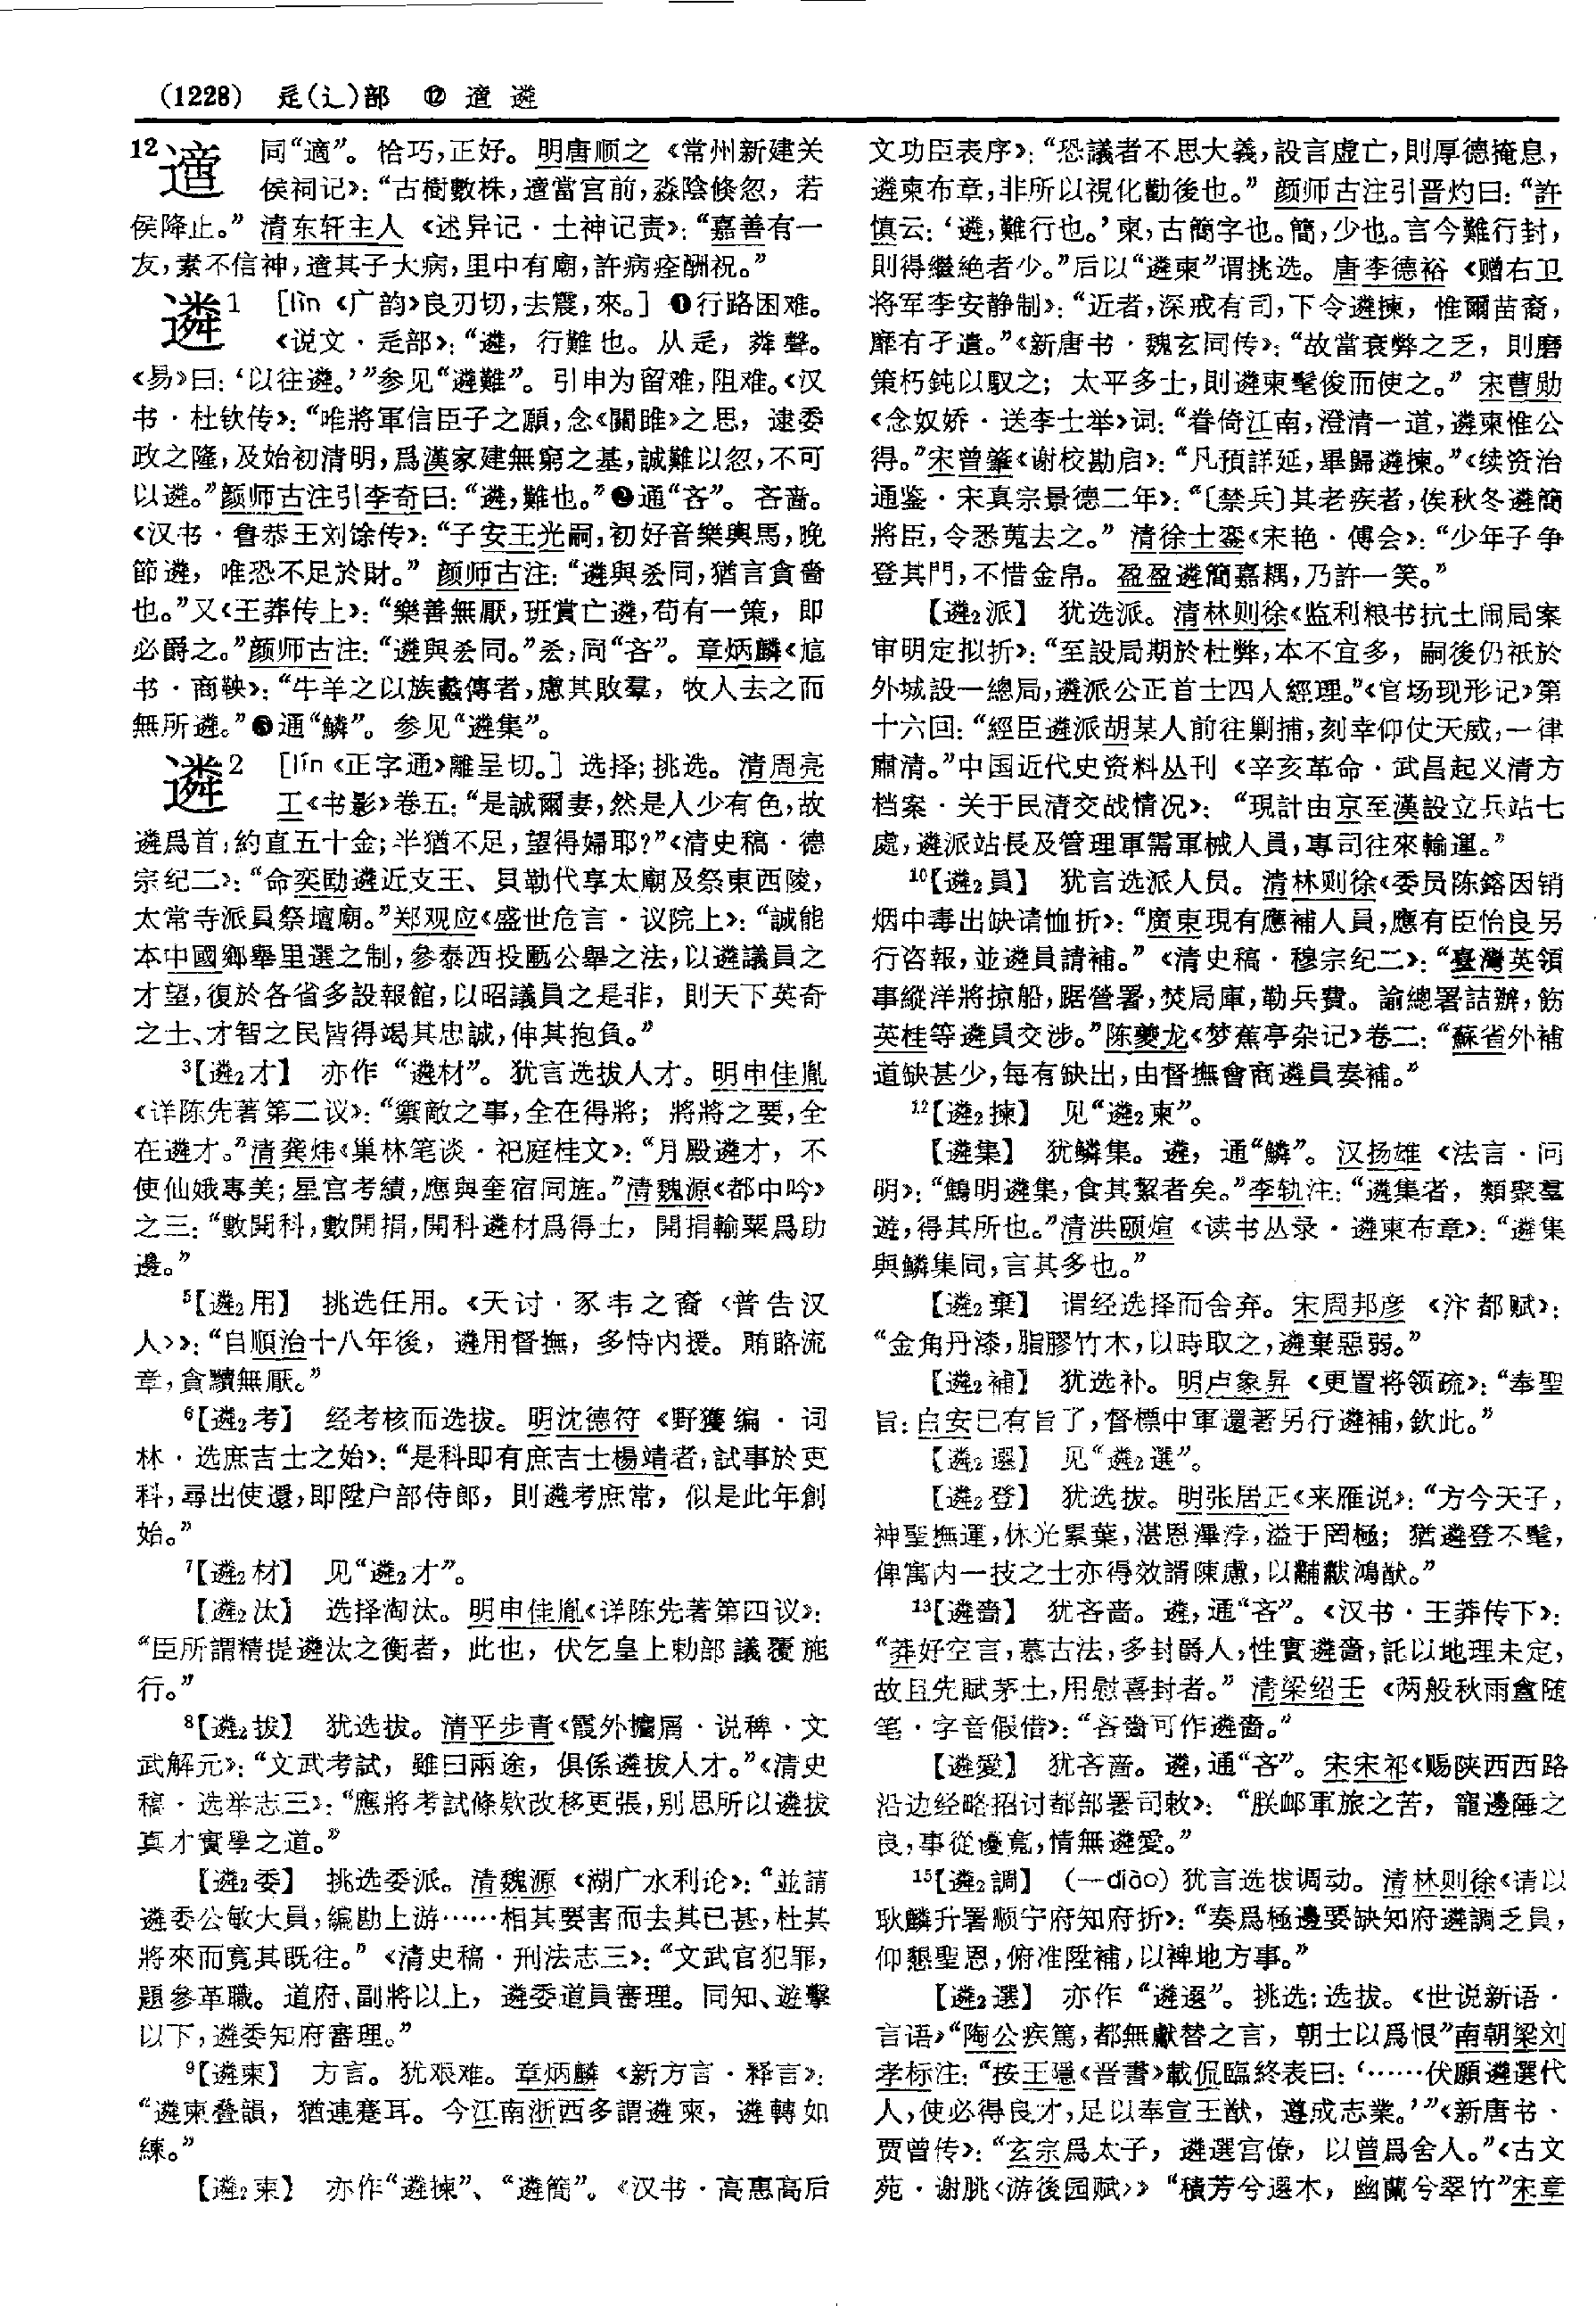 (1228) 辵(辶)部 ⑫ 遃 遴
12遃 同“適”。恰巧,正好。明唐顺之《常州新建关
侯祠记》:“古樹數株,遃當宫前,淼陰倏忽，若
侯降止。”清东轩主人《述异记·土神记责》:“嘉善有一
友,素不信神,遃其子大病,里中有廟,許病痊酬祝。”
遴1 [lìn《广韵》良刃切,去震,來。] ❶行路困难。
《说文·辵部》:“遴，行難也。从辵，粦聲。
《易》曰:‘以往遴。’”参见“遴難”。引申为留难,阻难。《汉
书·杜钦传》:“唯將軍信臣子之願,念《關雎》之思，逮委
政之隆,及始初清明,爲漢家建無窮之基,誠難以忽,不可
以遴。”颜师古注引李奇曰:“遴,難也。”❷通“吝”。吝啬。
《汉书·鲁恭王刘馀传》:“子安王光嗣,初好音樂輿馬,晚
節遴，唯恐不足於財。”颜师古注:“遴與㐭同,猶言貪嗇
也。”又《王莽传上》:“樂善無厭,班賞亡遴,苟有一策，即
必爵之。”颜师古注:“遴與㐭同。”㐭,同“吝”。章炳麟《訄
书·商鞅》:“牛羊之以族蠡傳者,慮其敗羣，牧人去之而
無所遴。”❸通“鳞”。参见“遴集”。
遴2 [lín《正字通》離呈切。] 选择;挑选。清周亮
工《书影》卷五:“是誠爾妻,然是人少有色,故
遴爲首,約直五十金;半猶不足,望得婦耶?”《清史稿·德
宗纪二》:“命奕劻遴近支王、貝勒代享太廟及祭東西陵，
太常寺派員祭壇廟。”郑观应《盛世危言·议院上》:“誠能
本中國鄉舉里選之制,參泰西投匭公舉之法,以遴議員之
才望,復於各省多設報館,以昭議員之是非，則天下英奇
之士、才智之民皆得竭其忠誠,伸其抱負。”
3【遴2才】 亦作“遴材”。犹言选拔人才。明申佳胤
《详陈先著第二议》:“禦敵之事,全在得將；將將之要,全
在遴才。”清龚炜《巢林笔谈·祀庭桂文》:“月殿遴才，不
使仙娥專美;星宫考績,應與奎宿同旌。”清魏源《都中吟》
之三:“數開科,數開捐,開科遴材爲得士，開捐輸粟爲助
邊。”
5【遴2用】 挑选任用。《天讨·豕韦之裔〈普告汉
人〉》:“自順治十八年後，遴用督撫，多恃内援。賄賂流
章,貪黷無厭。”
6【遴2考】 经考核而选拔。明沈德符《野獲编·词
林·选庶吉士之始》:“是科即有庶吉士楊靖者,試事於吏
科,尋出使還,即陞户部侍郎，則遴考庶常，似是此年創
始。”
7【遴2材】 见“遴2才”。
【遴2汰】 选择淘汰。明申佳胤《详陈先著第四议》:
“臣所謂精提遴汰之衡者，此也，伏乞皇上勅部議覆施
行。”
8【遴2拔】 犹选拔。清平步青《霞外攟屑·说稗·文
武解元》:“文武考試，雖曰兩途，俱係遴拔人才。”《清史
稿·选举志三》:“應將考試條欵改移更張,别思所以遴拔
真才實學之道。”
【遴2委】 挑选委派。清魏源《湖广水利论》:“並請
遴委公敏大員,編勘上游……相其要害而去其已甚,杜其
將來而寬其既往。”《清史稿·刑法志三》:“文武官犯罪，
題參革職。道府、副將以上，遴委道員審理。同知、遊擊
以下,遴委知府審理。”
9【遴柬】 方言。犹艰难。章炳麟《新方言·释言》:
“遴柬叠韻，猶連蹇耳。今江南浙西多謂遴柬，遴轉如
練。”
【遴2柬】 亦作“遴揀”、“遴簡”。《汉书·高惠高后
文功臣表序》:“恐議者不思大義,設言虚亡,則厚德掩息，
遴柬布章,非所以視化勸後也。”颜师古注引晋灼曰:“許
慎云:‘遴,難行也。’柬,古簡字也。簡,少也。言今難行封，
則得繼絶者少。”后以“遴柬”谓挑选。唐李德裕《赠右卫
将军李安静制》:“近者,深戒有司,下令遴揀，惟爾苗裔，
靡有孑遺。”《新唐书·魏玄同传》:“故當衰弊之乏，則磨
策朽鈍以馭之；太平多士,則遴柬髦俊而使之。”宋曹勋
《念奴娇·送李士举》词:“眷倚江南,澄清一道,遴柬惟公
得。”宋曾肇《谢校勘启》:“凡預詳延,畢歸遴揀。”《续资治
通鉴·宋真宗景德二年》:“〔禁兵〕其老疾者,俟秋冬遴簡
將臣,令悉蒐去之。”清徐士銮《宋艳·傅会》:“少年子争
登其門,不惜金帛。盈盈遴簡嘉耦,乃許一笑。”
【遴2派】 犹选派。清林则徐《监利粮书抗土闹局案
审明定拟折》:“至設局期於杜弊,本不宜多，嗣後仍祇於
外城設一總局,遴派公正首士四人經理。”《官场现形记》第
十六回:“經臣遴派胡某人前往剿捕,刻幸仰仗天威,一律
肅清。”中国近代史资料丛刊《辛亥革命·武昌起义清方
档案·关于民清交战情况》:“現計由京至漢設立兵站七
處,遴派站長及管理軍需軍械人員,專司往來輸運。”
10【遴2員】 犹言选派人员。清林则徐《委员陈鎔因销
烟中毒出缺请恤折》:“廣東現有應補人員,應有臣怡良另
行咨報,並遴員請補。”《清史稿·穆宗纪二》:“臺灣英領
事縱洋將掠船,踞營署,焚局庫,勒兵費。諭總署詰辦,飭
英桂等遴員交涉。”陈夔龙《梦蕉亭杂记》卷二:“蘇省外補
道缺甚少,每有缺出,由督撫會商遴員奏補。”
12【遴2揀】 见“遴2柬”。
【遴集】 犹鳞集。遴，通“鳞”。汉扬雄《法言·问
明》:“鷦明遴集,食其絜者矣。”李轨注:“遴集者，類聚羣
遊,得其所也。”清洪颐煊《读书丛录·遴柬布章》:“遴集
與鱗集同,言其多也。”
【遴2棄】 谓经选择而舍弃。宋周邦彦《汴都赋》:
“金角丹漆,脂膠竹木,以時取之,遴棄惡弱。”
【遴2補】 犹选补。明卢象昇《更置将领疏》:“奉聖
旨:白安已有旨了,督標中軍還著另行遴補,欽此。”
【遴2遝】 见“遴2選”。
【遴2登】 犹选拔。明张居正《来雁说》:“方今天子，
神聖撫運,休光累葉,湛恩濊浡,溢于罔極；猶遴登不髦，
俾寓内一技之士亦得效謂陳慮,以黼黻鴻猷。”
13【遴嗇】 犹吝啬。遴,通“吝”。《汉书·王莽传下》:
“莽好空言,慕古法,多封爵人,性實遴嗇,託以地理未定，
故且先賦茅土,用慰喜封者。”清梁绍壬《两般秋雨盦随
笔·字音假借》:“吝嗇可作遴嗇。”
【遴愛】 犹吝啬。遴,通“吝”。宋宋祁《赐陕西西路
沿边经略招讨都部署司敕》:“朕邮軍旅之苦，寵邊陲之
良,事從優寬,情無遴愛。”
15【遴2調】 (—diào) 犹言选拔调动。清林则徐《请以
耿麟升署顺宁府知府折》:“奏爲極邊要缺知府遴調乏員，
仰懇聖恩,俯准陞補,以裨地方事。”
【遴2選】 亦作“遴遝”。挑选;选拔。《世说新语·
言语》“陶公疾篤,都無獻替之言，朝士以爲恨”南朝梁刘
孝标注:“按王隱《晋書》載侃臨終表曰:‘……伏願遴選代
人,使必得良才,足以奉宣王猷，遵成志業。’”《新唐书·
贾曾传》:“玄宗爲太子，遴選宫僚，以曾爲舍人。”《古文
苑·谢朓〈游後园赋〉》“積芳兮選木，幽蘭兮翠竹”宋章